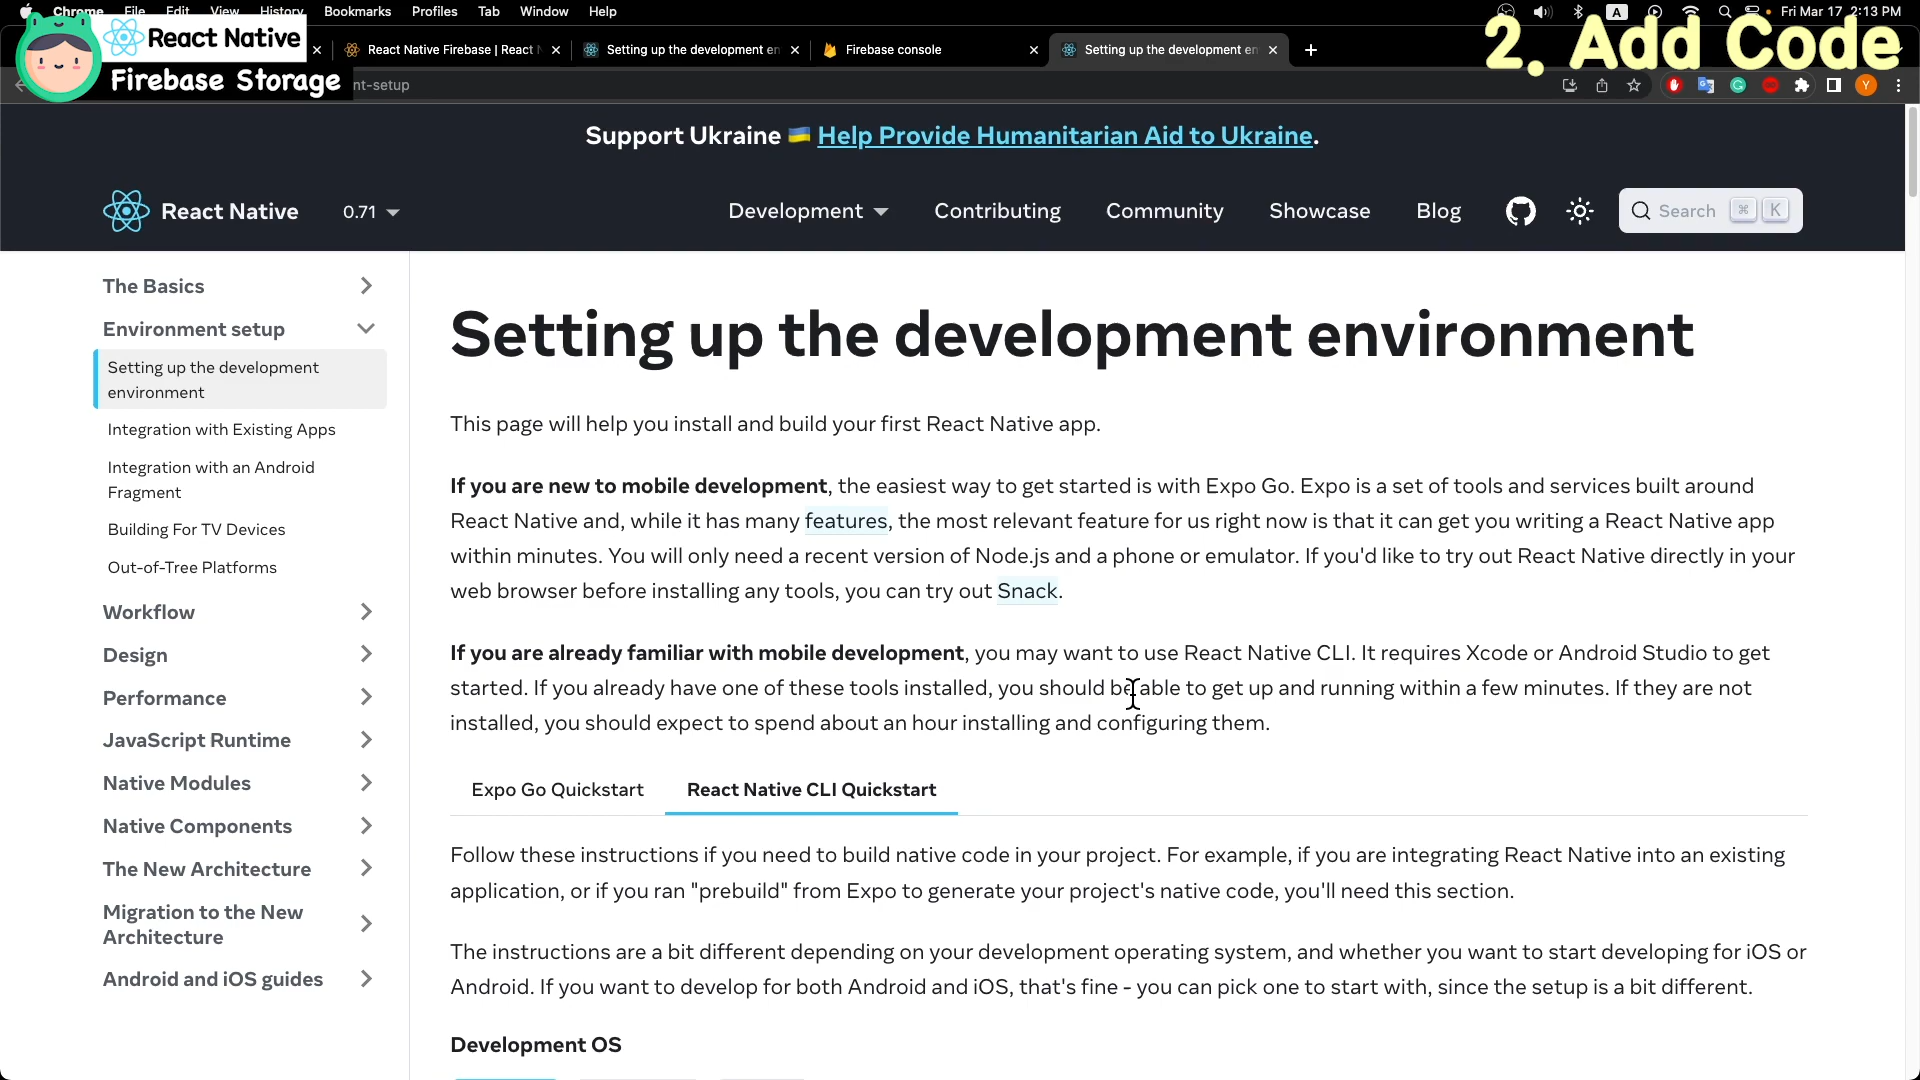 Chrome File Edit View History Bookmarks Profiles Tab Window Help
A Fri Mar 17 2:13 PM
React Native
Firebase Storage
2. Add Code
React Native Firebase | React N
Setting up the development en
Firebase console
Setting up the development en
nt-setup
Y
Support Ukraine 🇺🇦 Help Provide Humanitarian Aid to Ukraine.
React Native 0.71 Development Contributing Community Showcase Blog Search ⌘ K
The Basics
Environment setup
Setting up the development
environment
Integration with Existing Apps
Integration with an Android
Fragment
Building For TV Devices
Out-of-Tree Platforms
Workflow
Design
Performance
JavaScript Runtime
Native Modules
Native Components
The New Architecture
Migration to the New
Architecture
Android and iOS guides
Setting up the development environment
This page will help you install and build your first React Native app.
If you are new to mobile development, the easiest way to get started is with Expo Go. Expo is a set of tools and services built around
React Native and, while it has many features, the most relevant feature for us right now is that it can get you writing a React Native app
within minutes. You will only need a recent version of Node.js and a phone or emulator. If you'd like to try out React Native directly in your
web browser before installing any tools, you can try out Snack.
If you are already familiar with mobile development, you may want to use React Native CLI. It requires Xcode or Android Studio to get
started. If you already have one of these tools installed, you should be able to get up and running within a few minutes. If they are not
installed, you should expect to spend about an hour installing and configuring them.
Expo Go Quickstart React Native CLI Quickstart
Follow these instructions if you need to build native code in your project. For example, if you are integrating React Native into an existing
application, or if you ran "prebuild" from Expo to generate your project's native code, you'll need this section.
The instructions are a bit different depending on your development operating system, and whether you want to start developing for iOS or
Android. If you want to develop for both Android and iOS, that's fine - you can pick one to start with, since the setup is a bit different.
Development OS